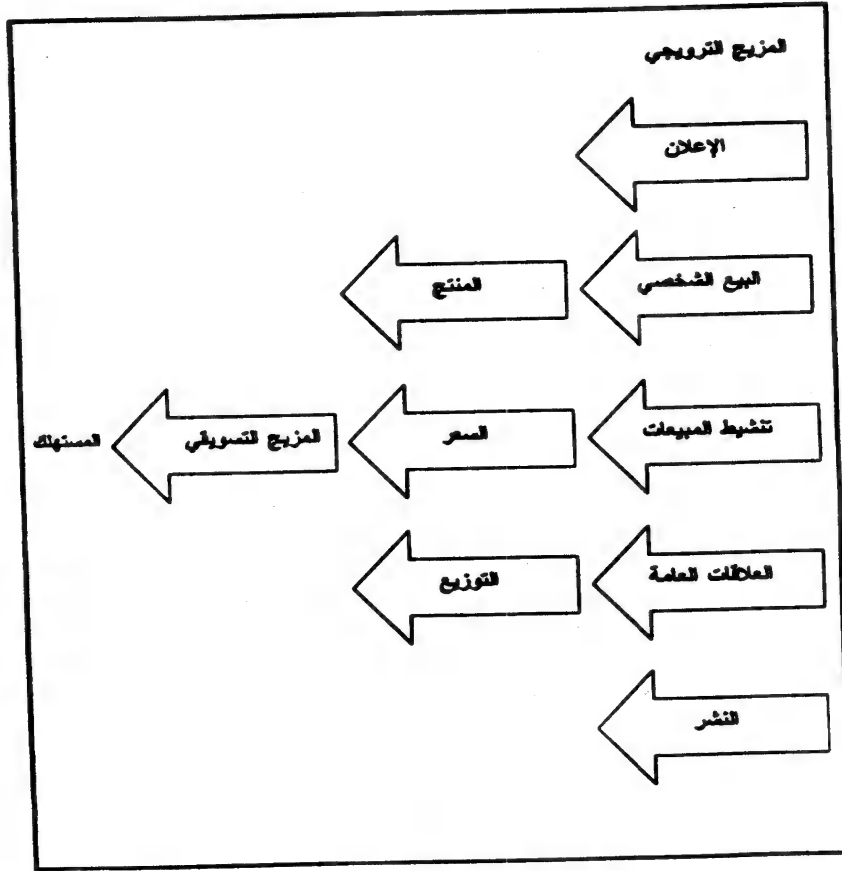 المزيج الترويجي
الإعلان
البيع الشخصي
المنتج
تنشيط المبيعات
السعر
المزيج التسويقي
المستهلك
العلاقات العامة
التوزيع
النشر